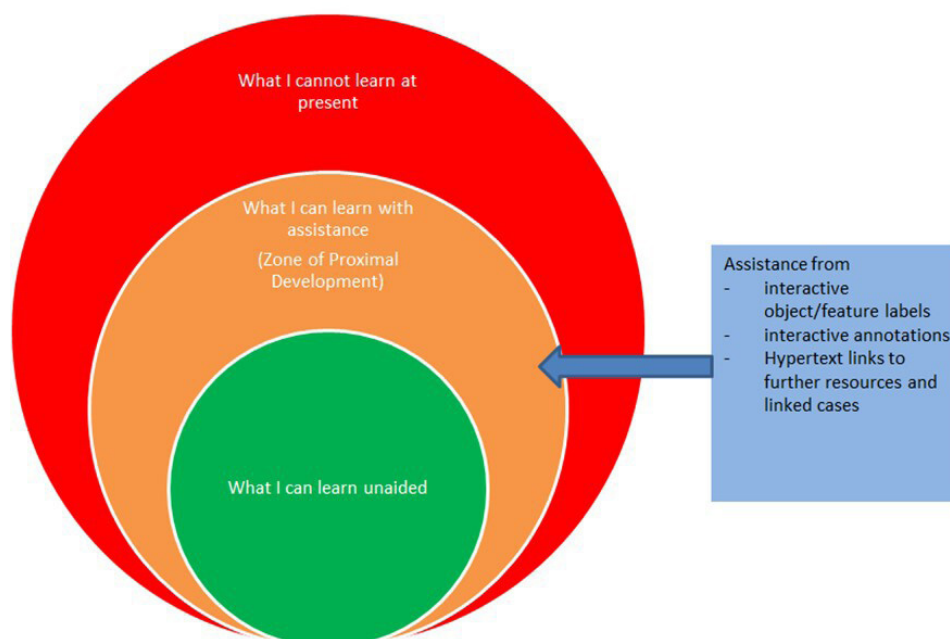 What I cannot learn at
present
What I can learn with
assistance
(Zone of Proximal
Development)
What I can learn unaided
Assistance from
- interactive
object/feature labels
- interactive annotations
- Hypertext links to
further resources and
linked cases